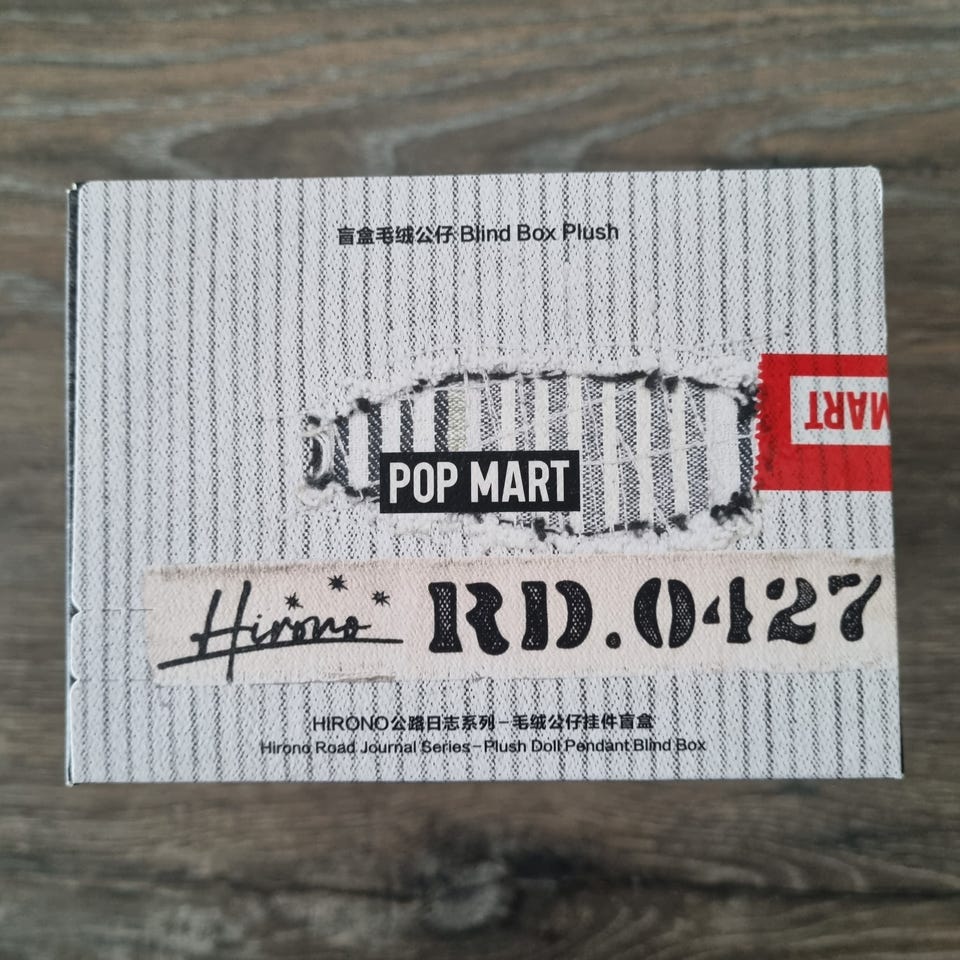 盲盒毛绒公仔 Blind Box Plush
MART
POP MART
Hirono RD.0427
HIRONO公路日志系列-毛绒公仔挂件盲盒
Hirono Road Journal Series-Plush Doll Pendant Blind Box